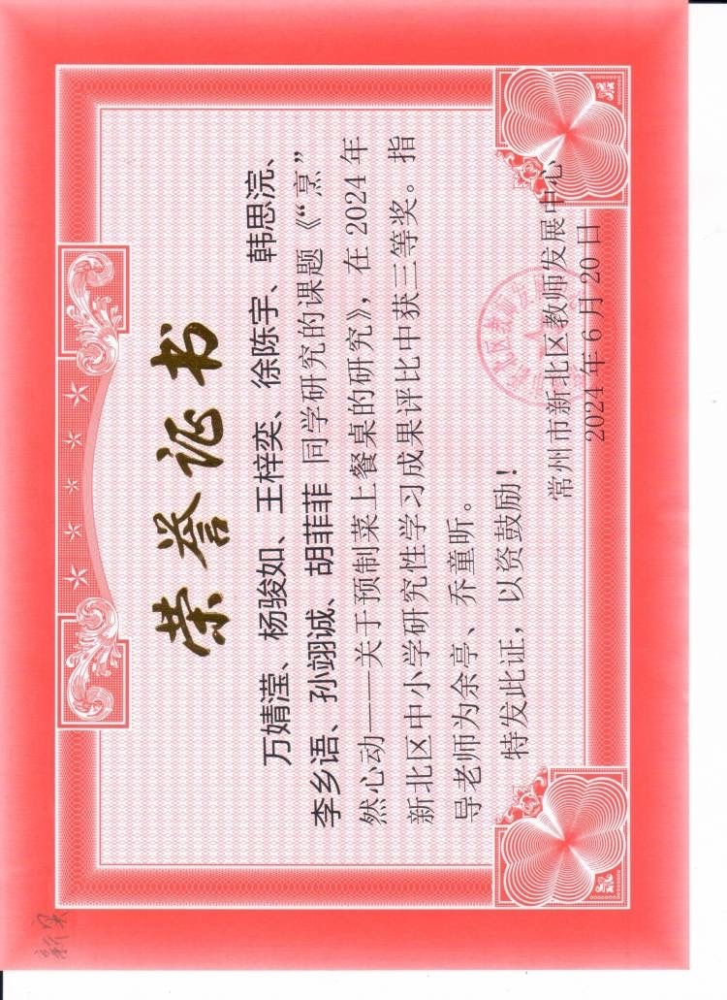 新实
荣誉证书
万婧滢、杨骏如、王梓奕、徐陈宇、韩思浣、
李乡语、孙翊诚、胡菲菲 同学研究的课题《“烹”
然心动——关于预制菜上餐桌的研究》，在 2024 年
新北区中小学研究性学习成果评比中获三等奖。指
导老师为余亭、乔童昕。
特发此证，以资鼓励！
常州市新北区教师发展中心
2024 年 6 月 20 日